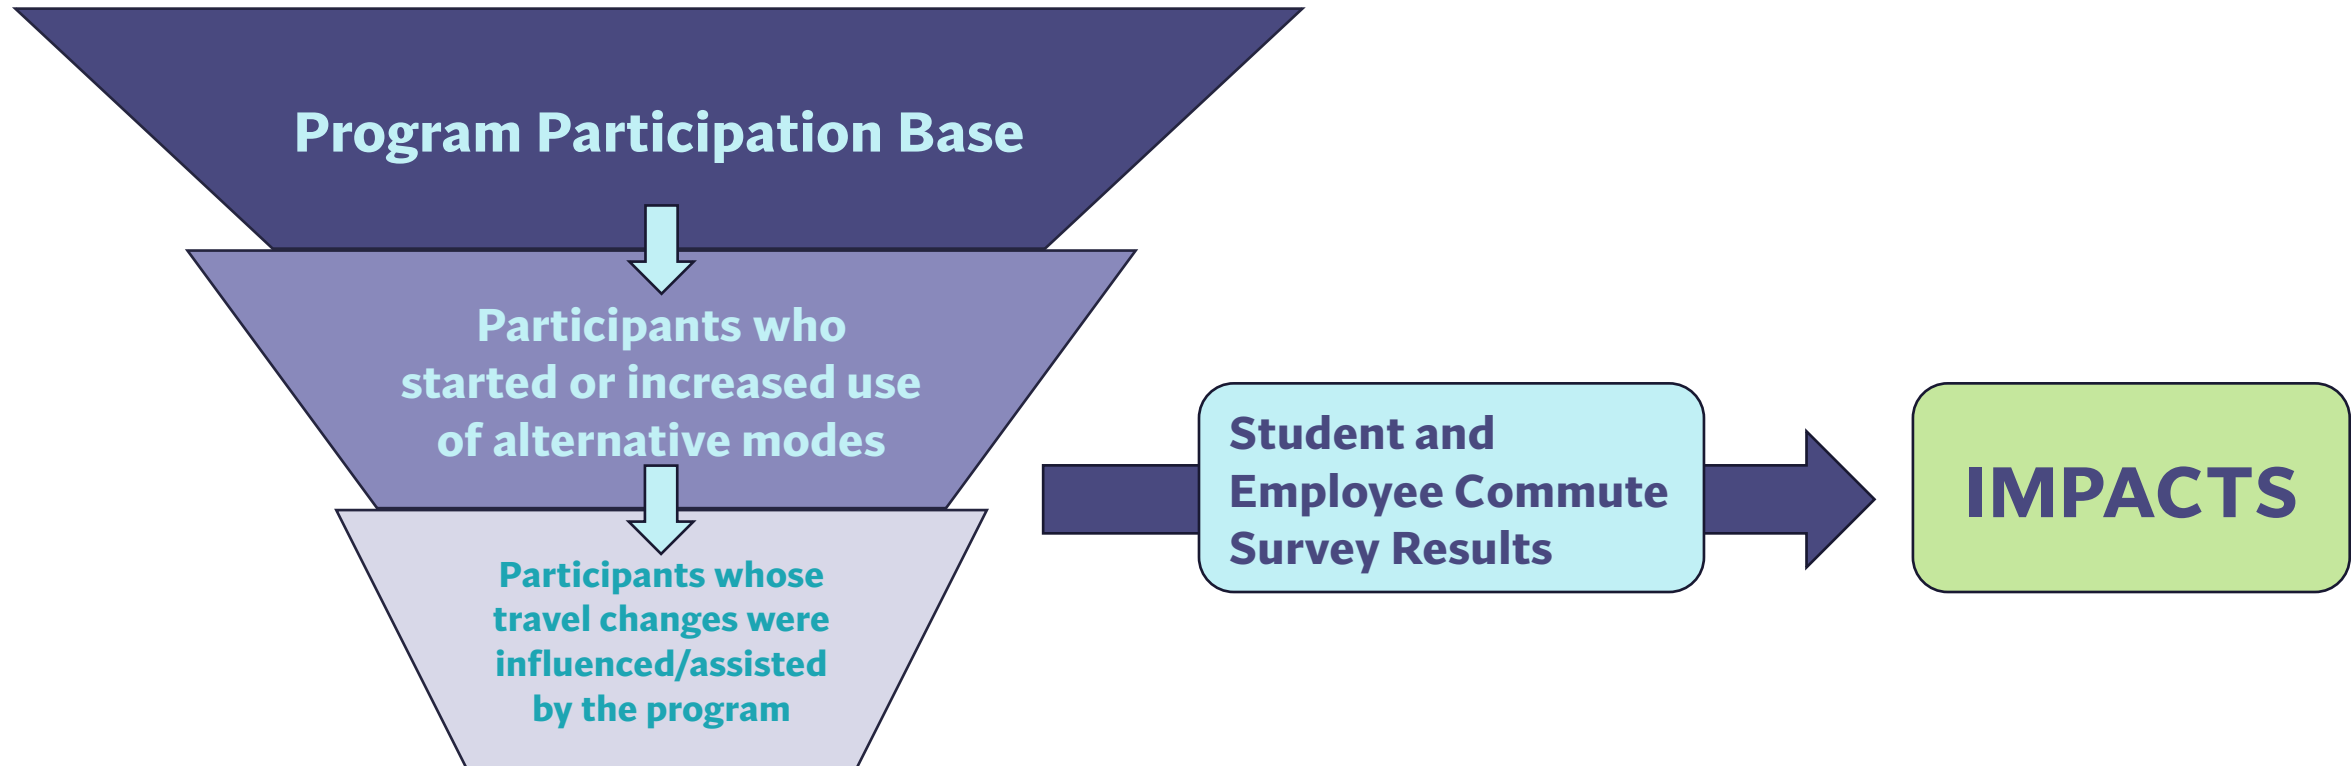 Program Participation Base
Participants who
started or increased use
of alternative modes
Participants whose
travel changes were
influenced/assisted
by the program
Student and
Employee Commute
Survey Results
IMPACTS